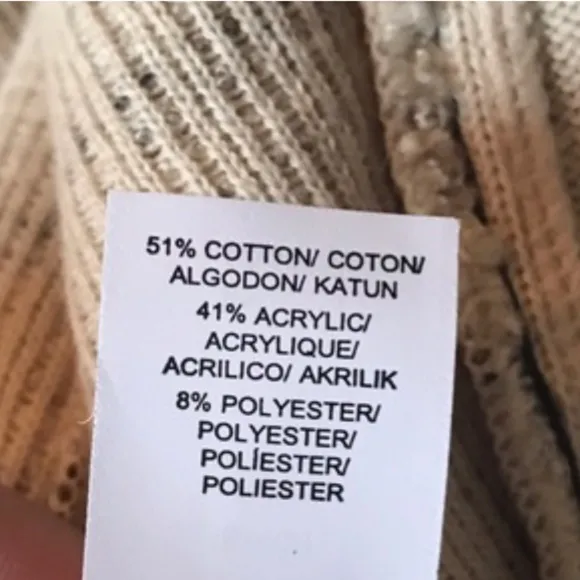 51% COTTON/ COTON/
ALGODON/ KATUN
41% ACRYLIC/
ACRYLIQUE/
ACRILICO/ AKRILIK
8% POLYESTER/
POLYESTER/
POLÍESTER/
POLIESTER